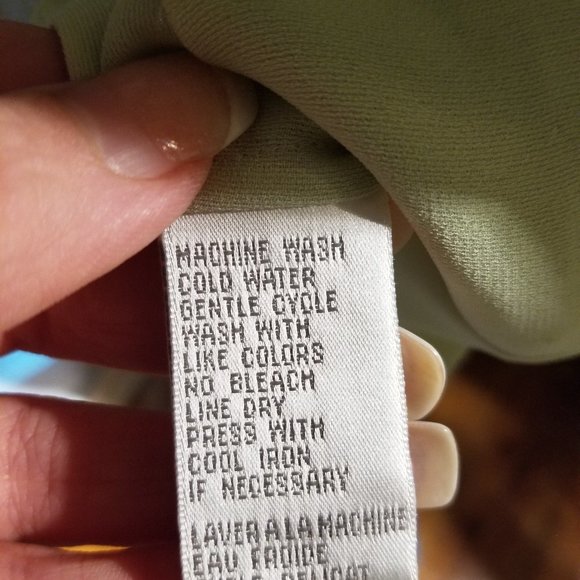 MACHINE WASH
COLD WATER
GENTLE CYCLE
WASH WITH
LIKE COLORS
NO BLEACH
LINE DRY
PRESS WITH
COOL IRON
IF NECESSARY
LAVER A LA MACHINE
EAU FROIDE
DELICAT